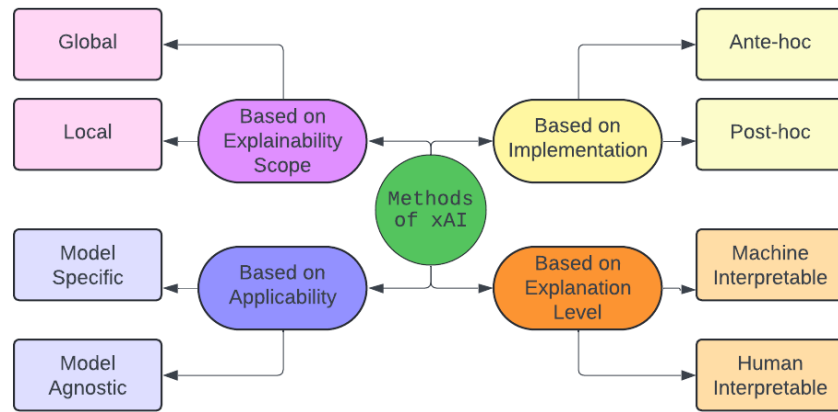 Global
Ante-hoc
Local
Based on
Explainability
Scope
Based on
Implementation
Post-hoc
Methods
of xAI
Model
Specific
Based on
Applicability
Based on
Explanation
Level
Machine
Interpretable
Model
Agnostic
Human
Interpretable